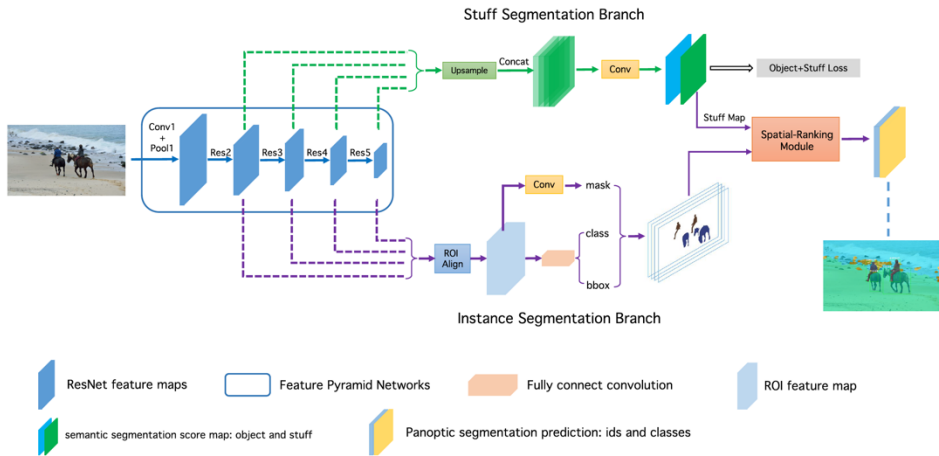 Stuff Segmentation Branch
Upsample
Concat
Conv
Object+Stuff Loss
Conv1
+
Pool1
Res2
Res3
Res4
Res5
Stuff Map
Spatial-Ranking
Module
Conv
mask
ROI
Align
class
bbox
Instance Segmentation Branch
ResNet feature maps
Feature Pyramid Networks
Fully connect convolution
ROI feature map
semantic segmentation score map: object and stuff
Panoptic segmentation prediction: ids and classes